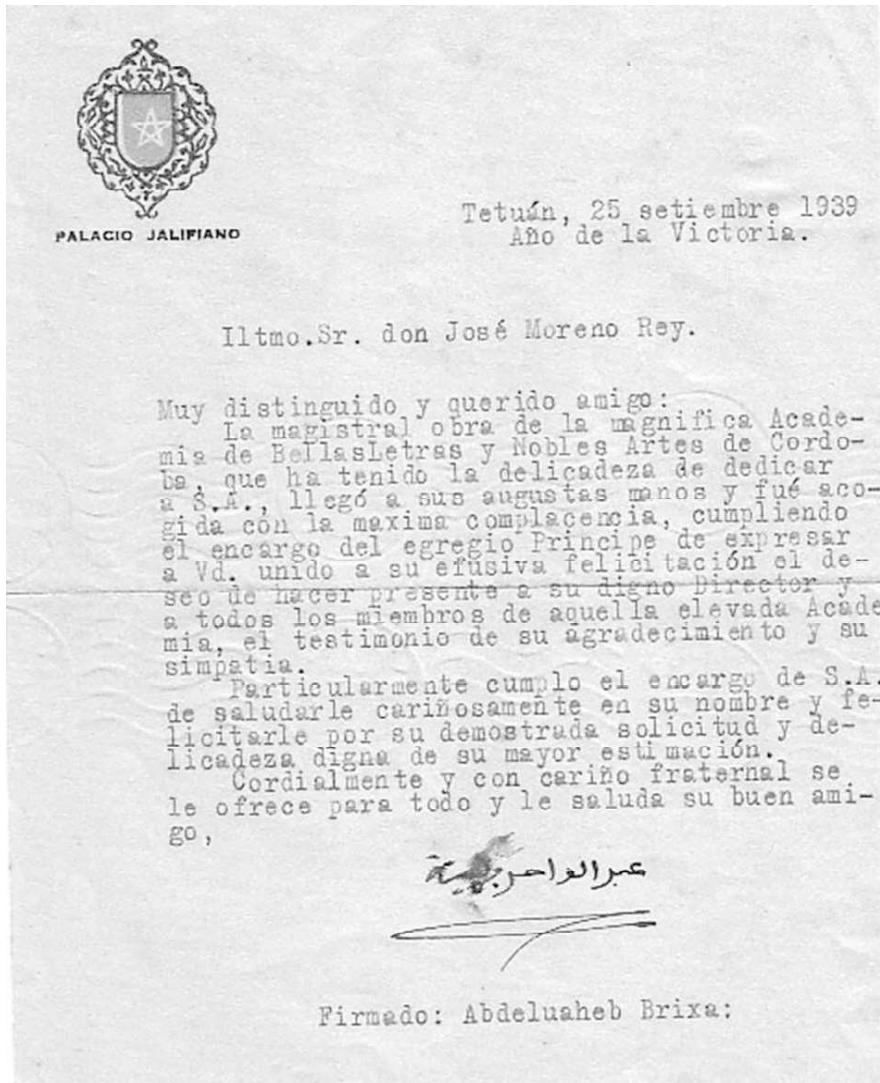 PALACIO JALIFIANO
Tetuán, 25 setiembre 1939
Año de la Victoria.
Iltmo.Sr. don José Moreno Rey.
Muy distinguido y querido amigo:
La magistral obra de la magnifica Acade-
mia de BellasLetras y Nobles Artes de Cordo-
ba, que ha tenido la delicadeza de dedicar
a S.A., llegó a sus augustas manos y fué aco-
gida con la maxima complacencia, cumpliendo
el encargo del egregio Principe de expresar
a Vd. unido a su efusiva felicitación el de-
seo de hacer presente a su digno Director y
a todos los miembros de aquella elevada Acade
mia, el testimonio de su agradecimiento y su
simpatia.
Particularmente cumplo el encargo de S.A.
de saludarle cariñosamente en su nombre y fe-
licitarle por su demostrada solicitud y de-
licadeza digna de su mayor estimación.
Cordialmente y con cariño fraternal se
le ofrece para todo y le saluda su buen ami-
go,
Firmado: Abdeluaheb Brixa: